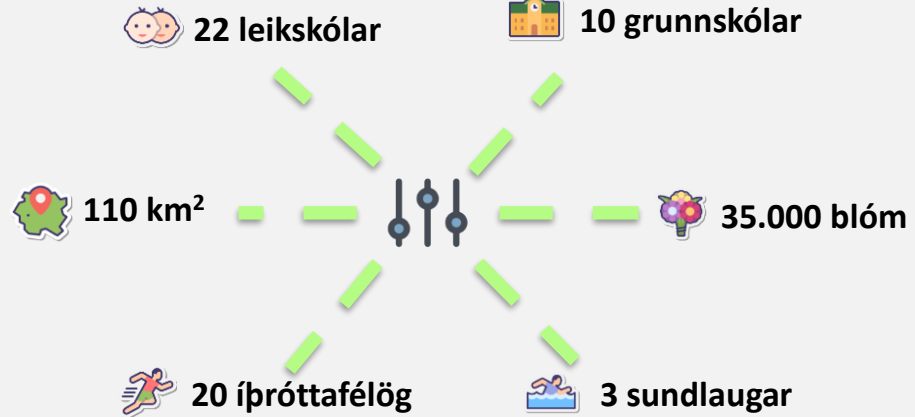 22 leikskólar
10 grunnskólar
110 km²
35.000 blóm
20 íþróttafélög
3 sundlaugar